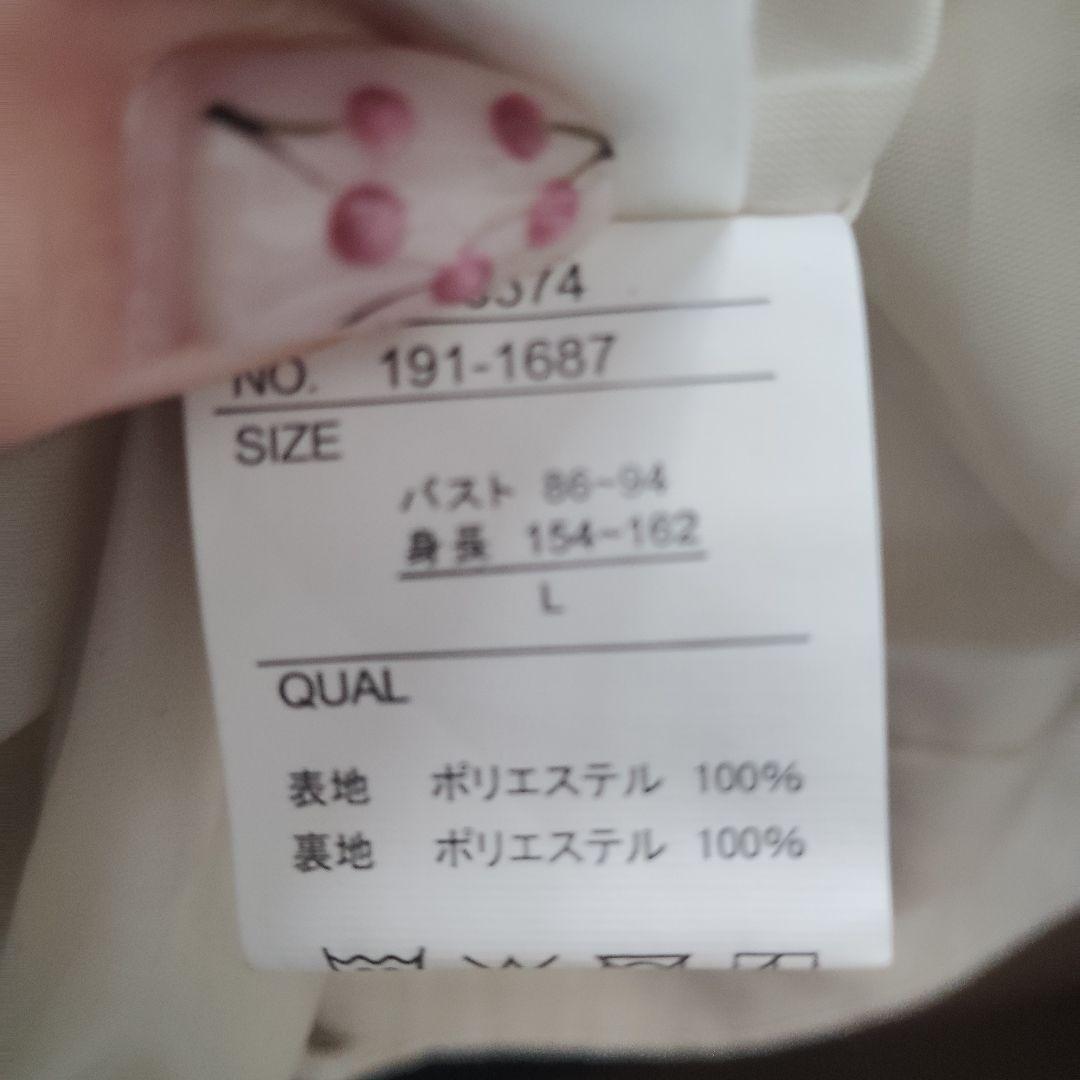 374
NO. 191-1687
SIZE
バスト 86-94
身長 154-162
L
QUAL
表地 ポリエステル 100%
裏地 ポリエステル 100%